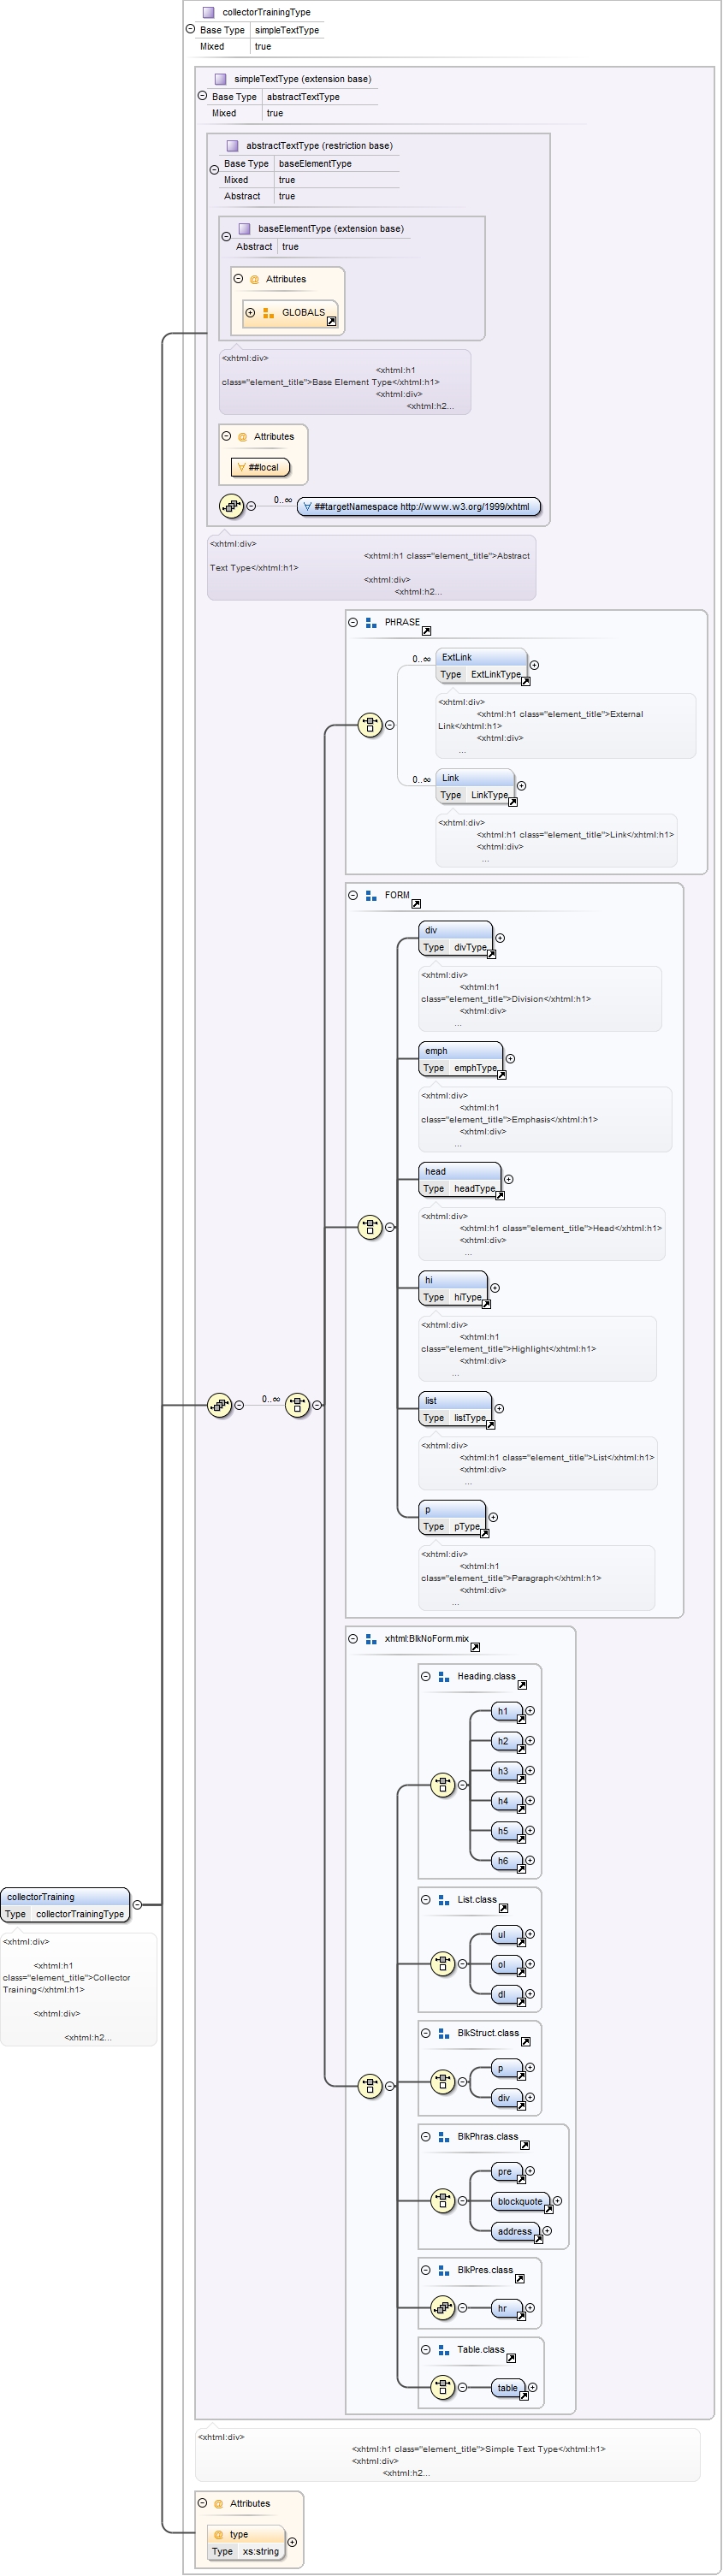 collectorTrainingType
Base Type simpleTextType
Mixed true
simpleTextType (extension base)
Base Type abstractTextType
Mixed true
abstractTextType (restriction base)
Base Type baseElementType
Mixed true
Abstract true
baseElementType (extension base)
Abstract true
@ Attributes
GLOBALS
<xhtml:div>
<xhtml:h1
class="element_title">Base Element Type</xhtml:h1>
<xhtml:div>
<xhtml:h2...
@ Attributes
##local
0..∞
##targetNamespace http://www.w3.org/1999/xhtml
<xhtml:div>
<xhtml:h1 class="element_title">Abstract
Text Type</xhtml:h1>
<xhtml:div>
<xhtml:h2...
PHRASE
0..∞
ExtLink
Type ExtLinkType
<xhtml:div>
<xhtml:h1 class="element_title">External
Link</xhtml:h1>
<xhtml:div>
...
0..∞
Link
Type LinkType
<xhtml:div>
<xhtml:h1 class="element_title">Link</xhtml:h1>
<xhtml:div>
...
FORM
div
Type divType
<xhtml:div>
<xhtml:h1
class="element_title">Division</xhtml:h1>
<xhtml:div>
...
emph
Type emphType
<xhtml:div>
<xhtml:h1
class="element_title">Emphasis</xhtml:h1>
<xhtml:div>
...
head
Type headType
<xhtml:div>
<xhtml:h1 class="element_title">Head</xhtml:h1>
<xhtml:div>
...
hi
Type hiType
<xhtml:div>
<xhtml:h1
class="element_title">Highlight</xhtml:h1>
<xhtml:div>
...
0..∞
list
Type listType
<xhtml:div>
<xhtml:h1 class="element_title">List</xhtml:h1>
<xhtml:div>
...
p
Type pType
<xhtml:div>
<xhtml:h1
class="element_title">Paragraph</xhtml:h1>
<xhtml:div>
...
xhtml:BlkNoForm.mix
Heading.class
h1
h2
h3
h4
h5
h6
collectorTraining
Type collectorTrainingType
<xhtml:div>
<xhtml:h1
class="element_title">Collector
Training</xhtml:h1>
<xhtml:div>
<xhtml:h2...
List.class
ul
ol
dl
BlkStruct.class
p
div
BlkPhras.class
pre
blockquote
address
BlkPres.class
hr
Table.class
table
<xhtml:div>
<xhtml:h1 class="element_title">Simple Text Type</xhtml:h1>
<xhtml:div>
<xhtml:h2...
@ Attributes
@ type
Type xs:string